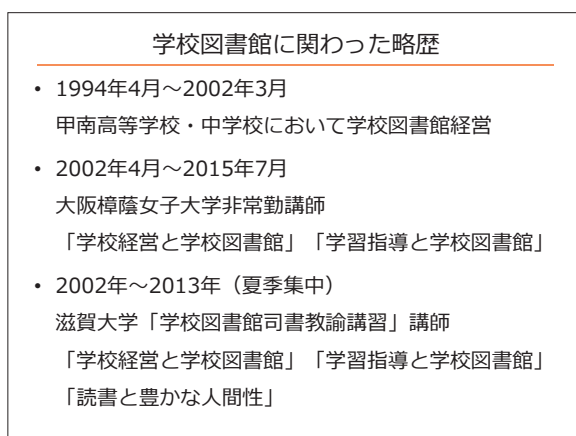 学校図書館に関わった略歴
• 1994年4月～2002年3月
甲南高等学校・中学校において学校図書館経営
• 2002年4月～2015年7月
大阪樟蔭女子大学非常勤講師
「学校経営と学校図書館」「学習指導と学校図書館」
• 2002年～2013年（夏季集中）
滋賀大学「学校図書館司書教諭講習」講師
「学校経営と学校図書館」「学習指導と学校図書館」
「読書と豊かな人間性」